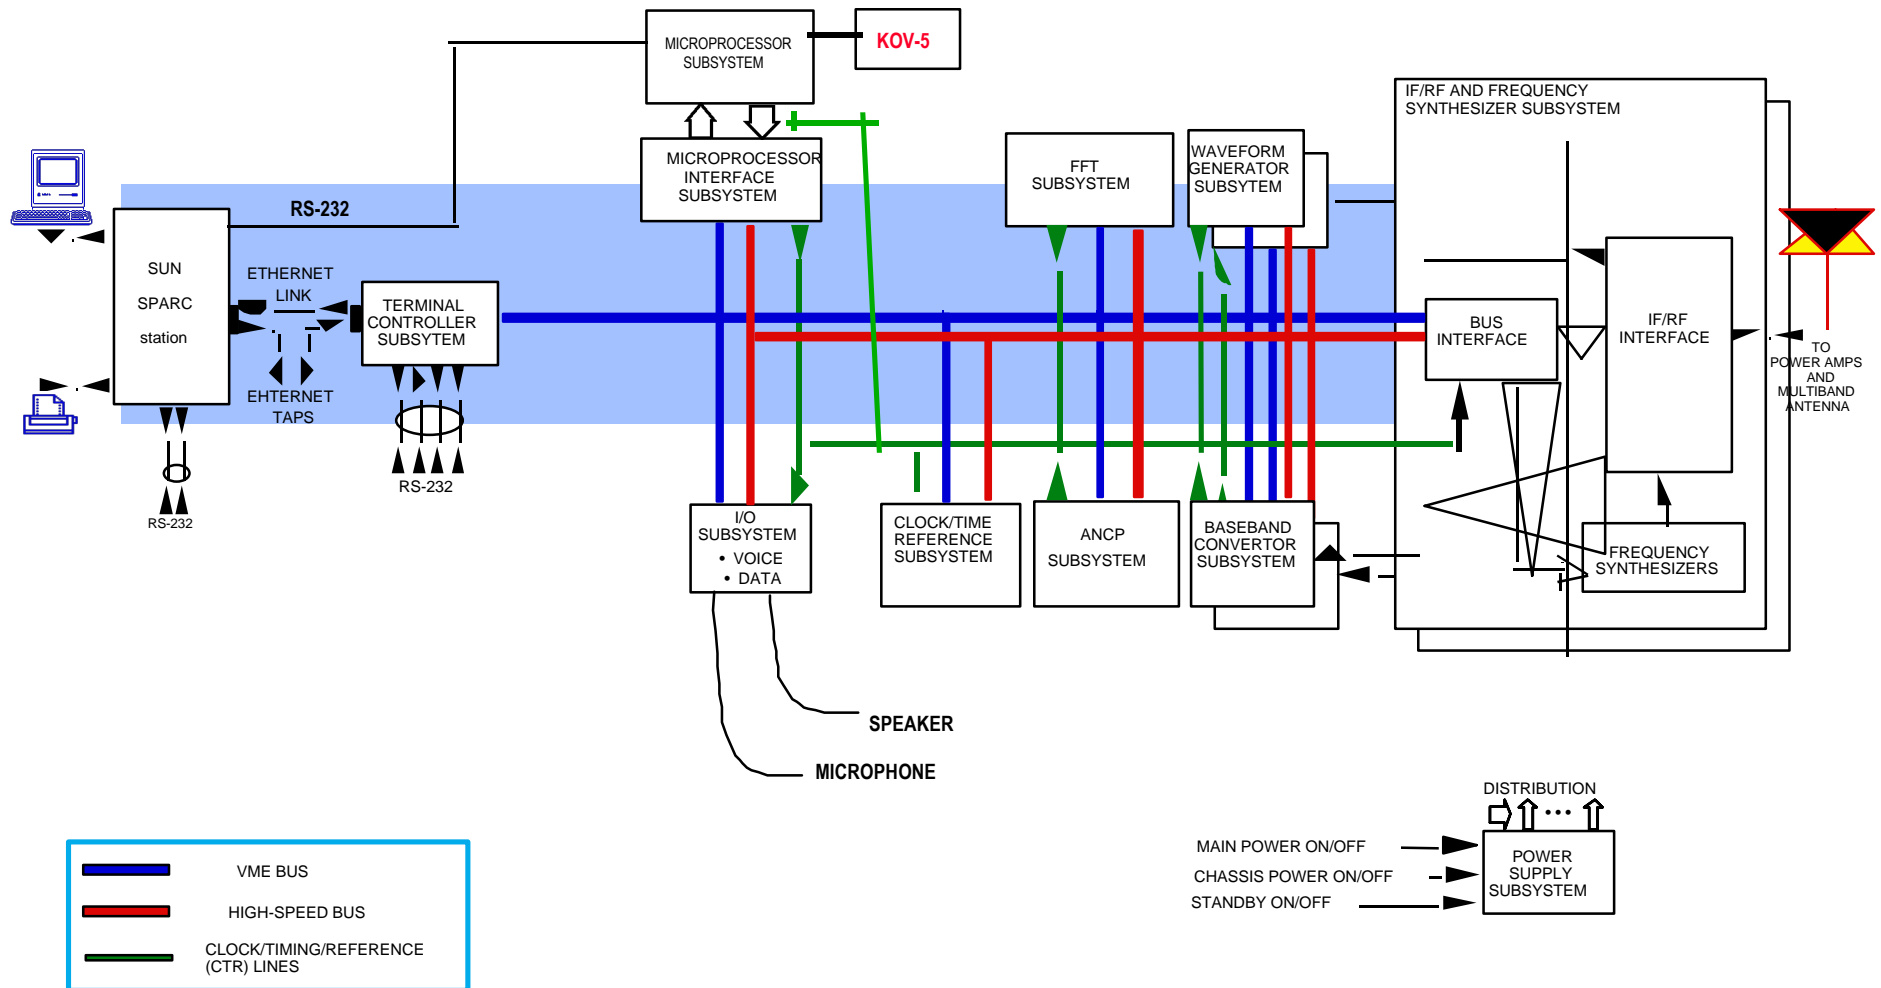 MICROPROCESSOR
SUBSYSTEM
KOV-5
IF/RF AND FREQUENCY
SYNTHESIZER SUBSYSTEM
MICROPROCESSOR
INTERFACE
SUBSYSTEM
FFT
SUBSYSTEM
WAVEFORM
GENERATOR
SUBSYTEM
RS-232
SUN
SPARC
station
ETHERNET
LINK
TERMINAL
CONTROLLER
SUBSYTEM
EHTERNET
TAPS
BUS
INTERFACE
IF/RF
INTERFACE
TO
POWER AMPS
AND
MULTIBAND
ANTENNA
RS-232
RS-232
I/O
SUBSYSTEM
• VOICE
• DATA
CLOCK/TIME
REFERENCE
SUBSYSTEM
ANCP
SUBSYSTEM
BASEBAND
CONVERTOR
SUBSYSTEM
FREQUENCY
SYNTHESIZERS
SPEAKER
MICROPHONE
DISTRIBUTION
•••
MAIN POWER ON/OFF
CHASSIS POWER ON/OFF
STANDBY ON/OFF
POWER
SUPPLY
SUBSYSTEM
VME BUS
HIGH-SPEED BUS
CLOCK/TIMING/REFERENCE
(CTR) LINES